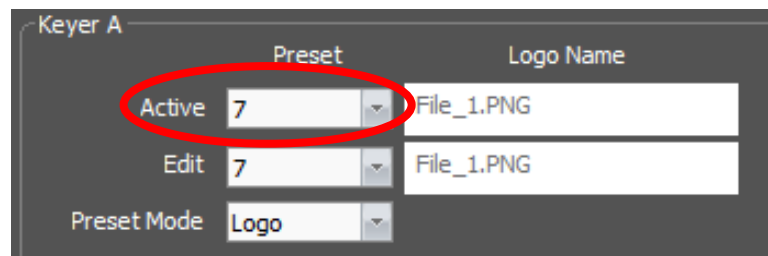 Keyer A
Preset Logo Name
Active 7 File_1.PNG
Edit 7 File_1.PNG
Preset Mode Logo